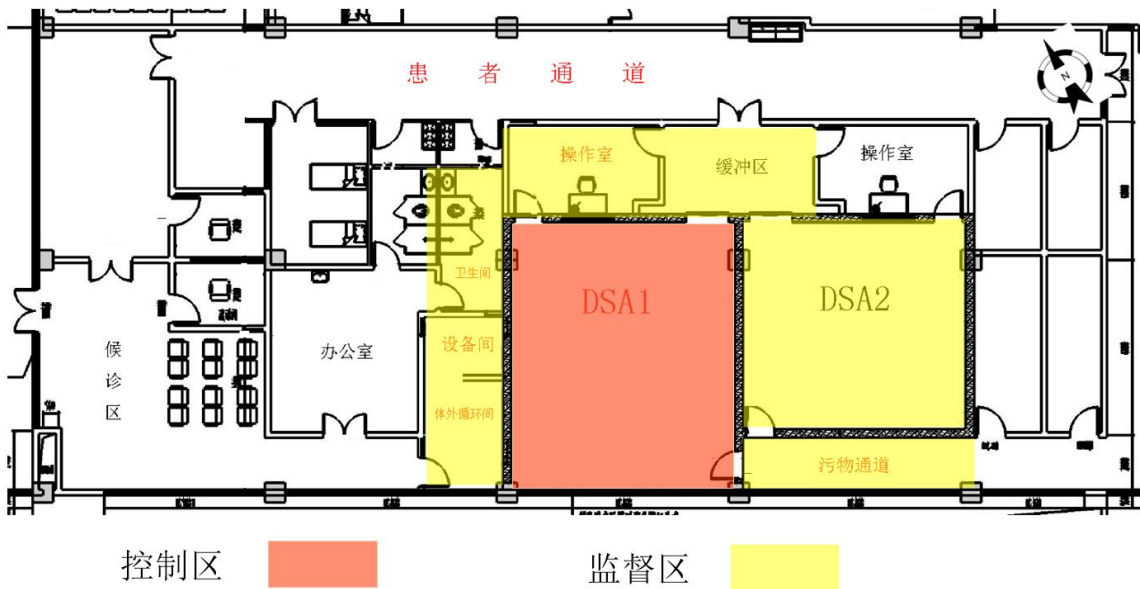 患者通道
N
操作室
缓冲区
操作室
卫生间
DSA1
DSA2
设备间
办公室
候诊区
体外循环间
污物通道
控制区
监督区